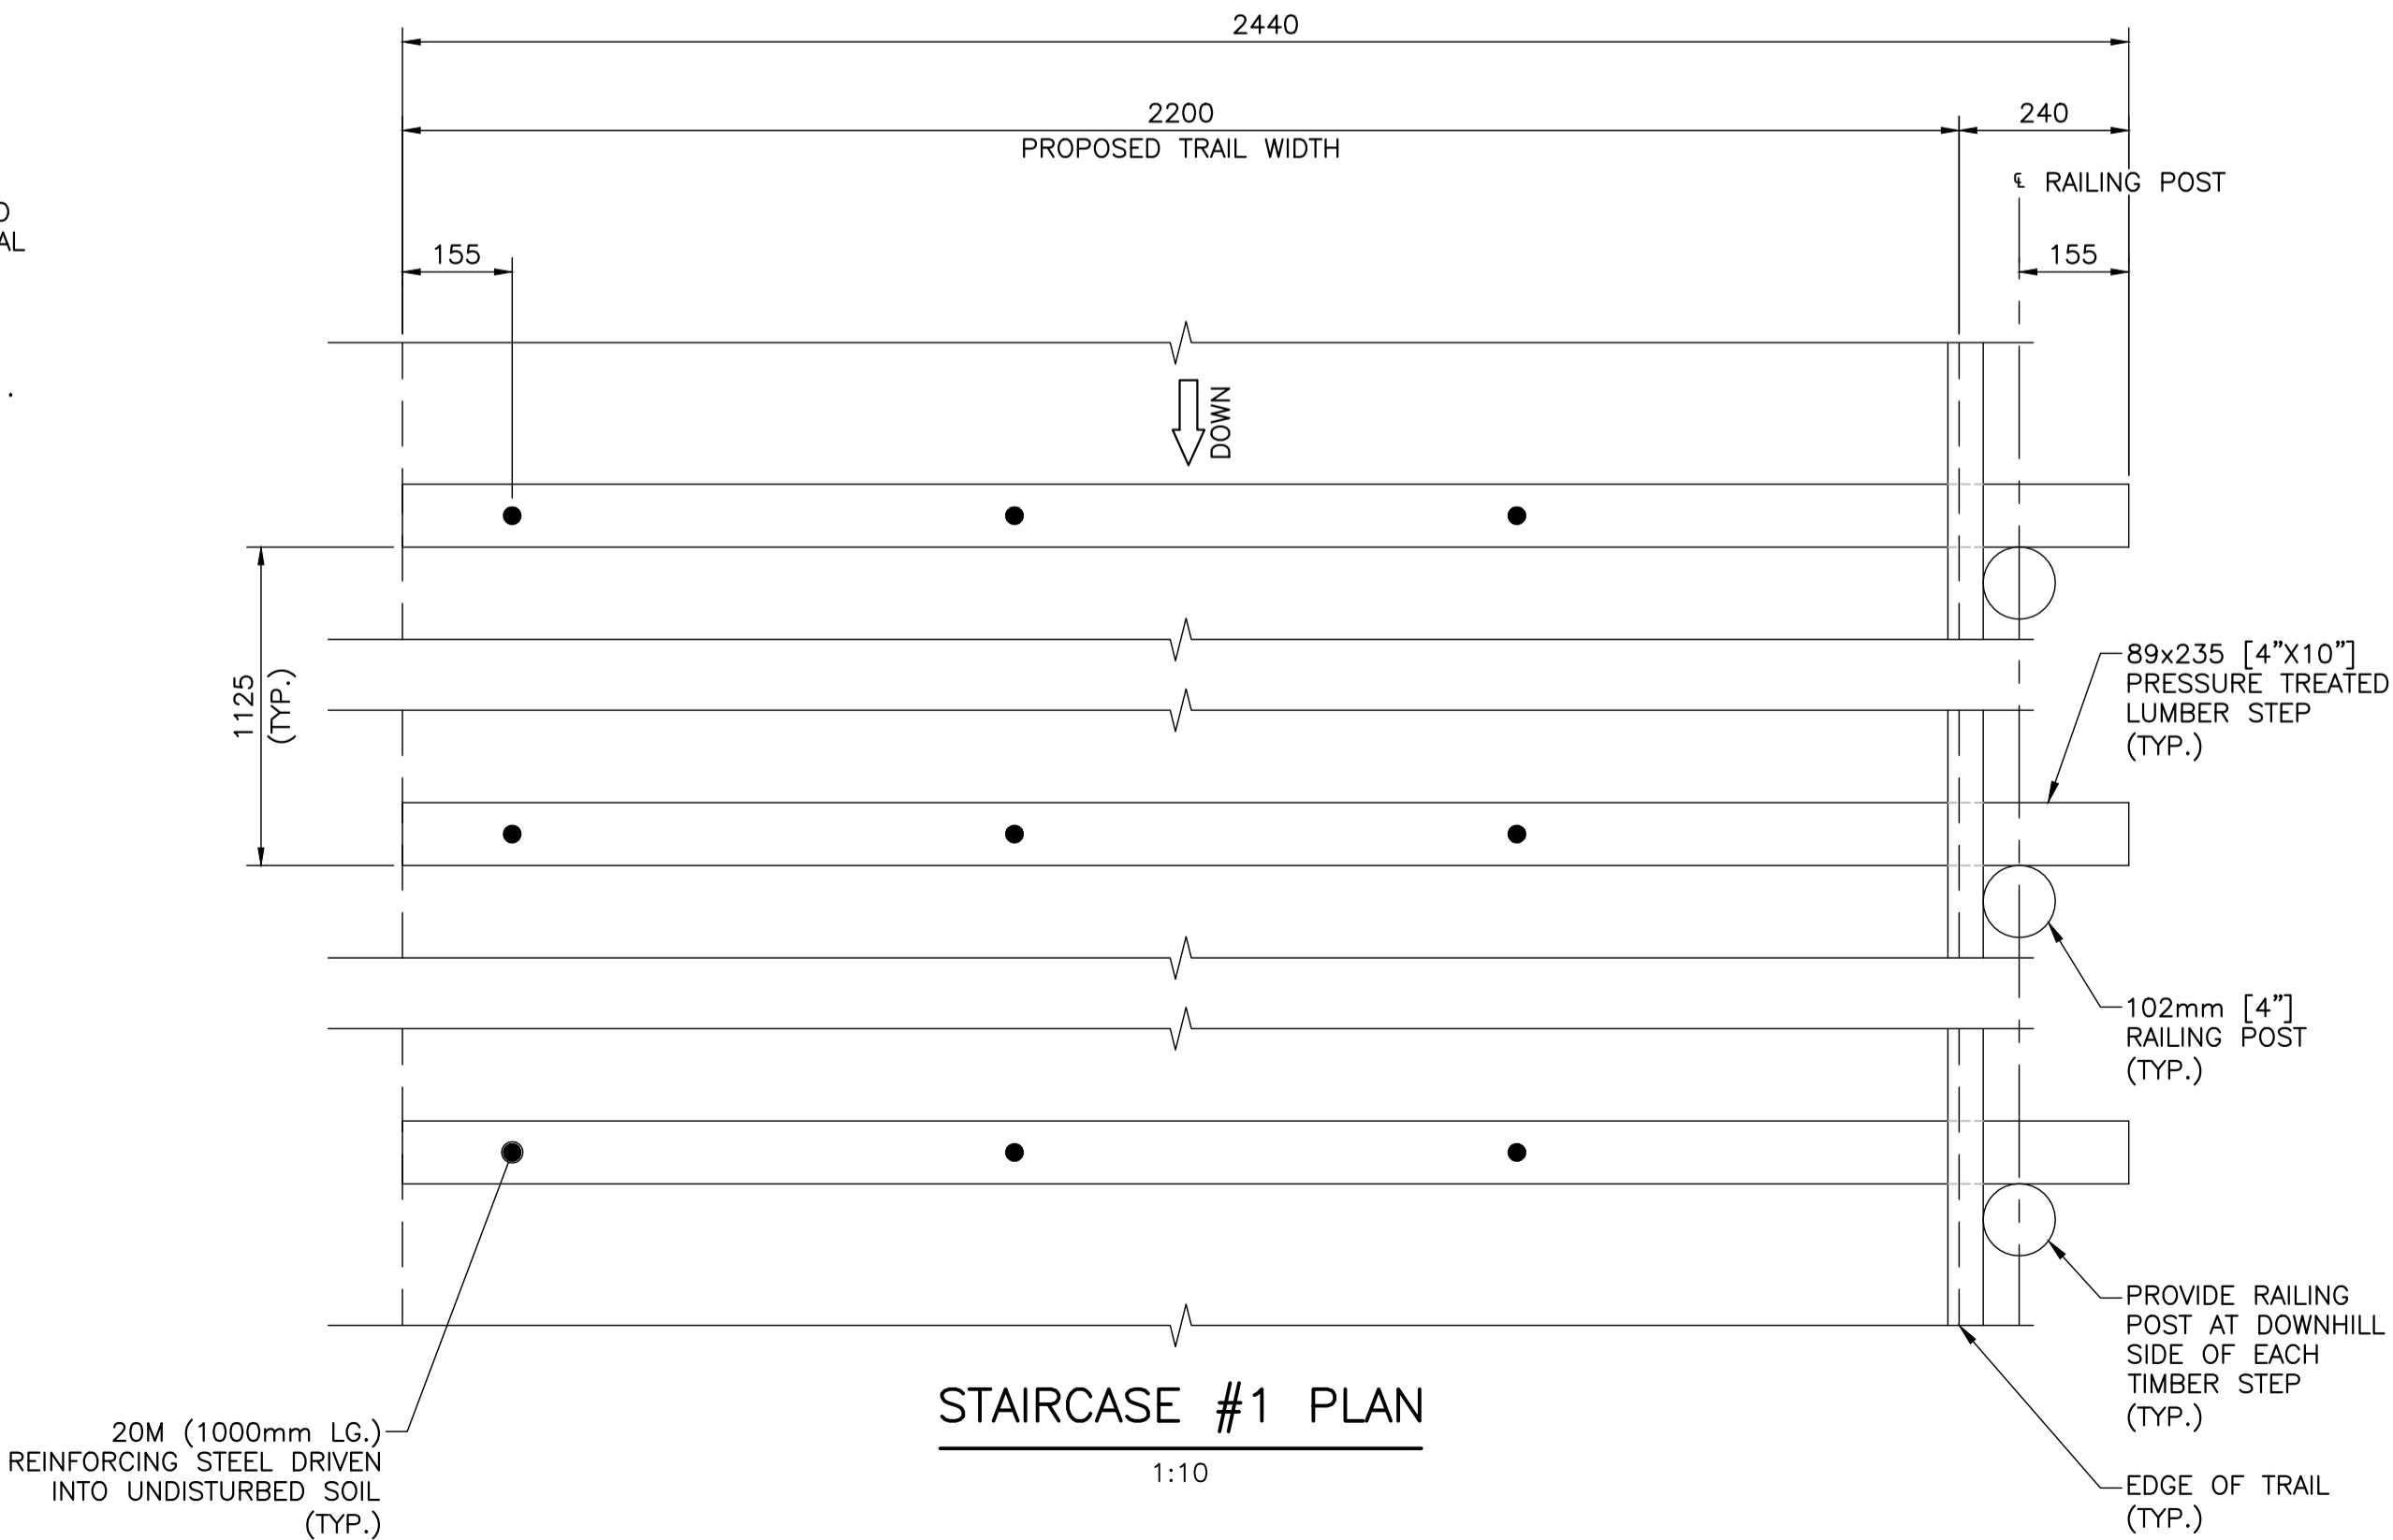 2440
2200
240
PROPOSED TRAIL WIDTH
℄ RAILING POST
155
155
DOWN
1125
(TYP.)
89x235 [4"X10"]
PRESSURE TREATED
LUMBER STEP
(TYP.)
102mm [4"]
RAILING POST
(TYP.)
PROVIDE RAILING
POST AT DOWNHILL
SIDE OF EACH
TIMBER STEP
(TYP.)
EDGE OF TRAIL
(TYP.)
20M (1000mm LG.)
REINFORCING STEEL DRIVEN
INTO UNDISTURBED SOIL
(TYP.)
STAIRCASE #1 PLAN
1:10